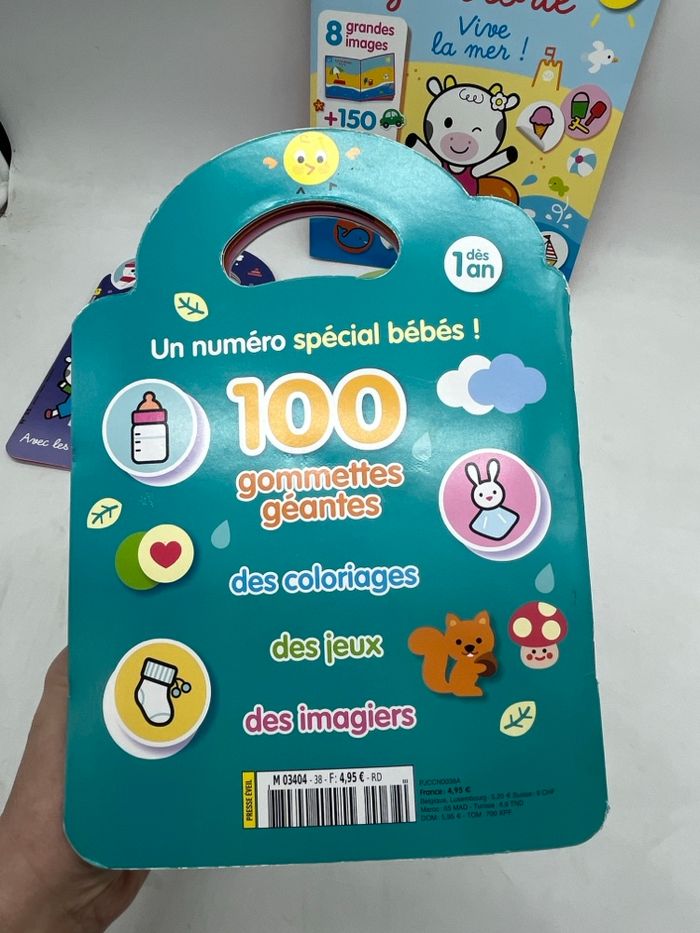 8 grandes
images
+150
Vive
la mer !
dès
1 an
Un numéro spécial bébés !
100
gommettes
géantes
des coloriages
des jeux
des imagiers
Avec les
PRESSE ÉVEIL
M 03404 - 38 - F: 4,95 € - RD
France : 4,95 €